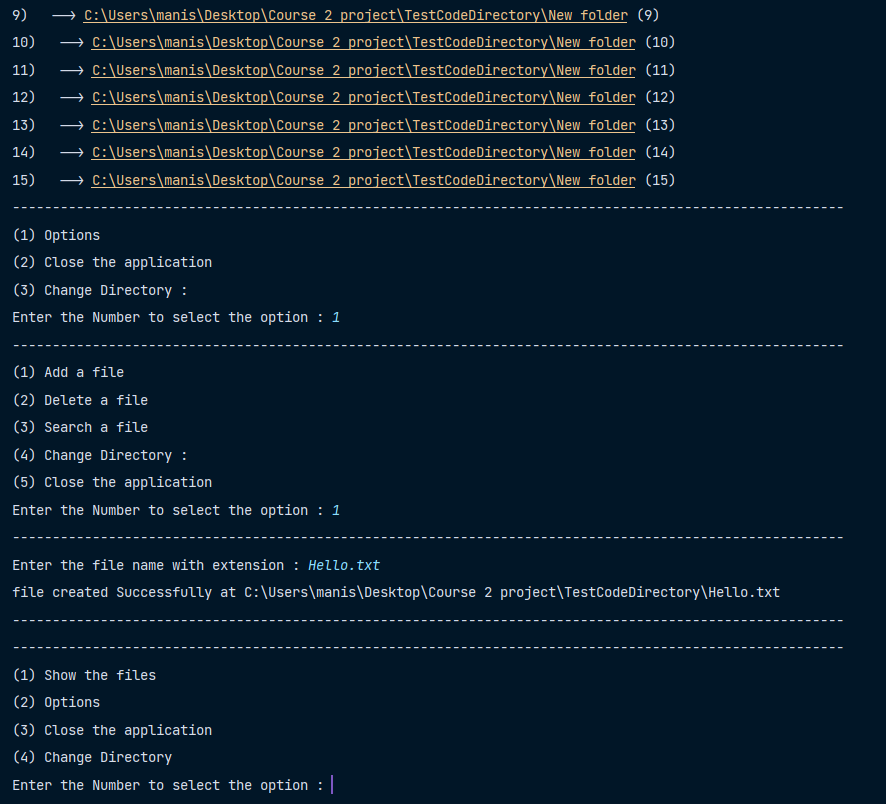 9)   ——> C:\Users\manis\Desktop\Course 2 project\TestCodeDirectory\New folder (9)
10)   ——> C:\Users\manis\Desktop\Course 2 project\TestCodeDirectory\New folder (10)
11)   ——> C:\Users\manis\Desktop\Course 2 project\TestCodeDirectory\New folder (11)
12)   ——> C:\Users\manis\Desktop\Course 2 project\TestCodeDirectory\New folder (12)
13)   ——> C:\Users\manis\Desktop\Course 2 project\TestCodeDirectory\New folder (13)
14)   ——> C:\Users\manis\Desktop\Course 2 project\TestCodeDirectory\New folder (14)
15)   ——> C:\Users\manis\Desktop\Course 2 project\TestCodeDirectory\New folder (15)
--------------------------------------------------------------------------------------------------------
(1) Options
(2) Close the application
(3) Change Directory :
Enter the Number to select the option : 1
--------------------------------------------------------------------------------------------------------
(1) Add a file
(2) Delete a file
(3) Search a file
(4) Change Directory :
(5) Close the application
Enter the Number to select the option : 1
--------------------------------------------------------------------------------------------------------
Enter the file name with extension : Hello.txt
file created Successfully at C:\Users\manis\Desktop\Course 2 project\TestCodeDirectory\Hello.txt
--------------------------------------------------------------------------------------------------------
--------------------------------------------------------------------------------------------------------
(1) Show the files
(2) Options
(3) Close the application
(4) Change Directory
Enter the Number to select the option :